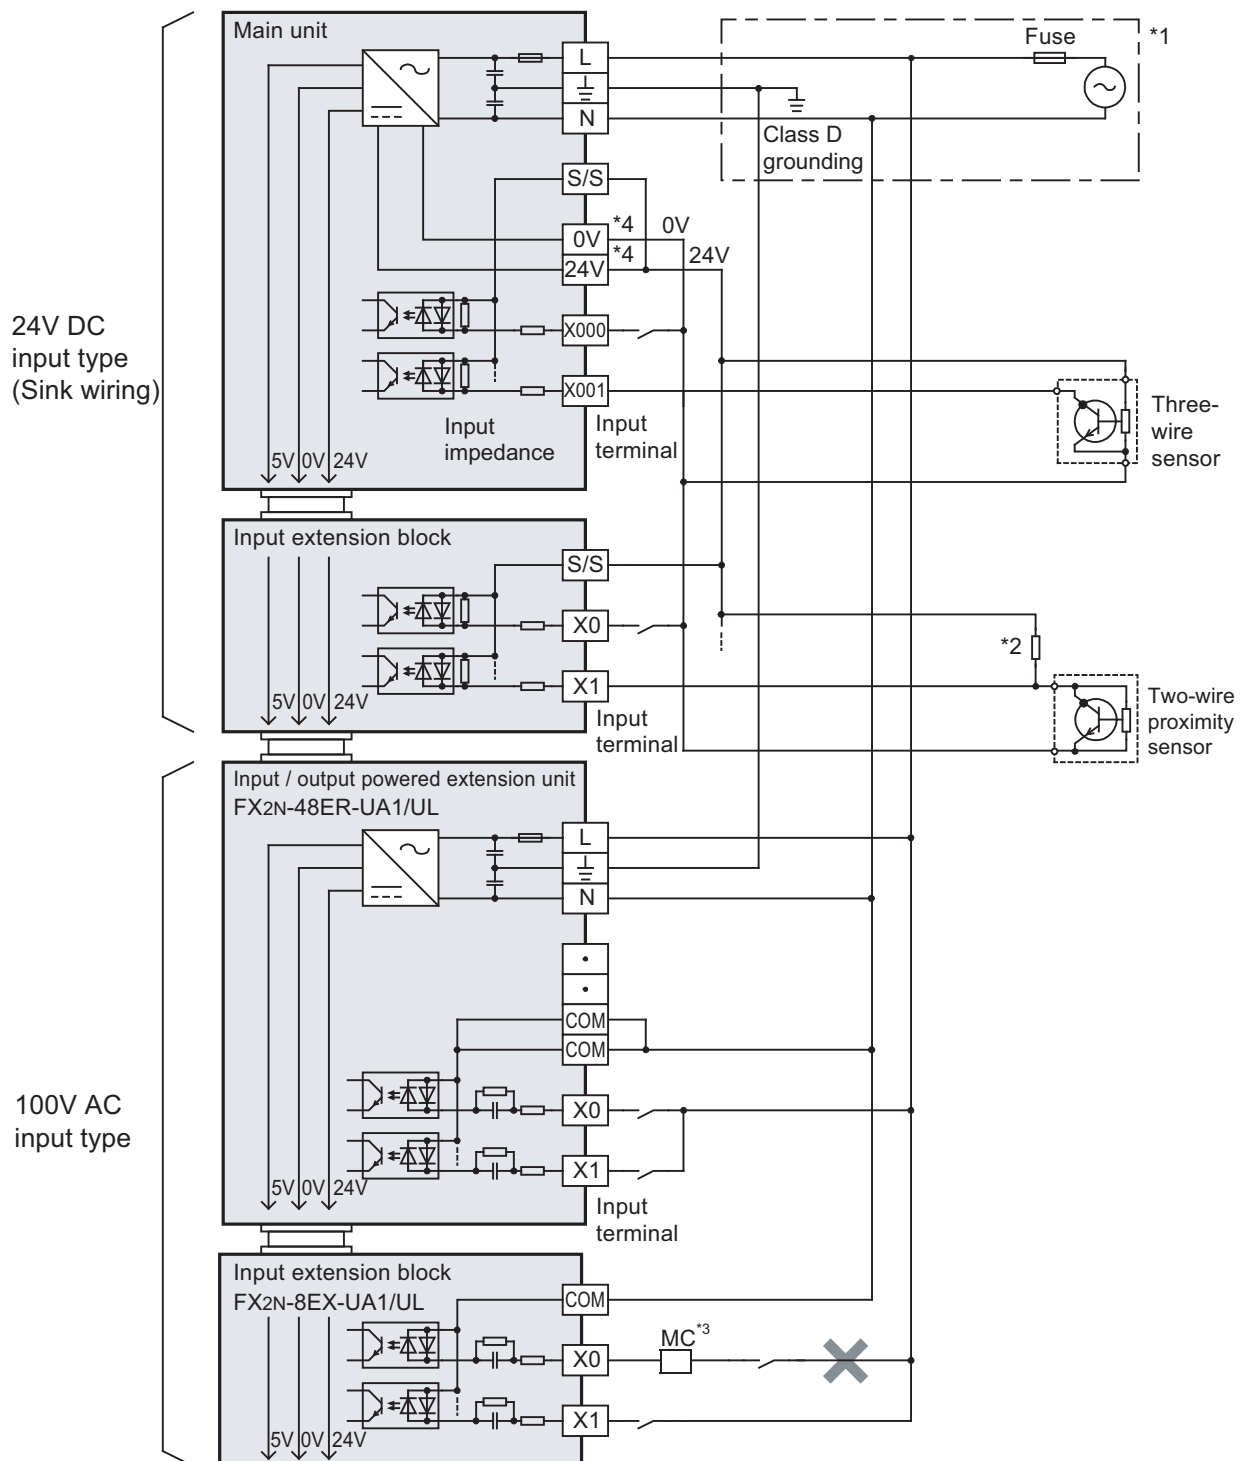 Main unit
L
N
Fuse
*1
Class D
grounding
S/S
0V
*4
0V
24V
*4
24V
X000
X001
24V DC
input type
(Sink wiring)
Input
impedance
Input
terminal
5V 0V 24V
Three-
wire
sensor
Input extension block
S/S
X0
*2
X1
5V 0V 24V
Input
terminal
Two-wire
proximity
sensor
Input / output powered extension unit
FX2N-48ER-UA1/UL
L
N
COM
COM
X0
X1
100V AC
input type
5V 0V 24V
Input
terminal
Input extension block
FX2N-8EX-UA1/UL
COM
MC*3
X0
X1
5V 0V 24V